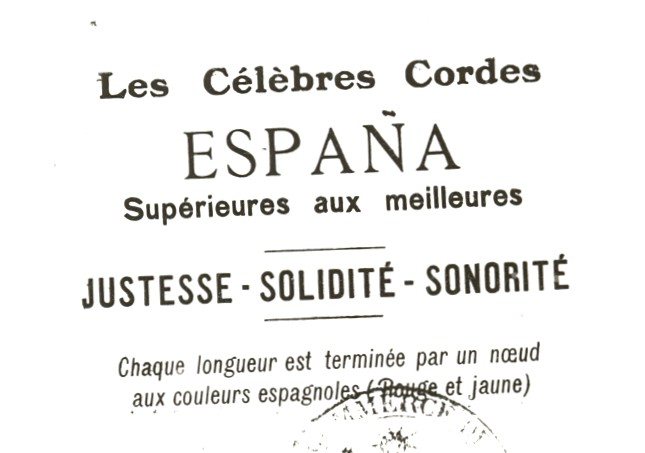 Les Célèbres Cordes
ESPAÑA
Supérieures aux meilleures
JUSTESSE - SOLIDITÉ - SONORITÉ
Chaque longueur est terminée par un nœud
aux couleurs espagnoles (Rouge et jaune)